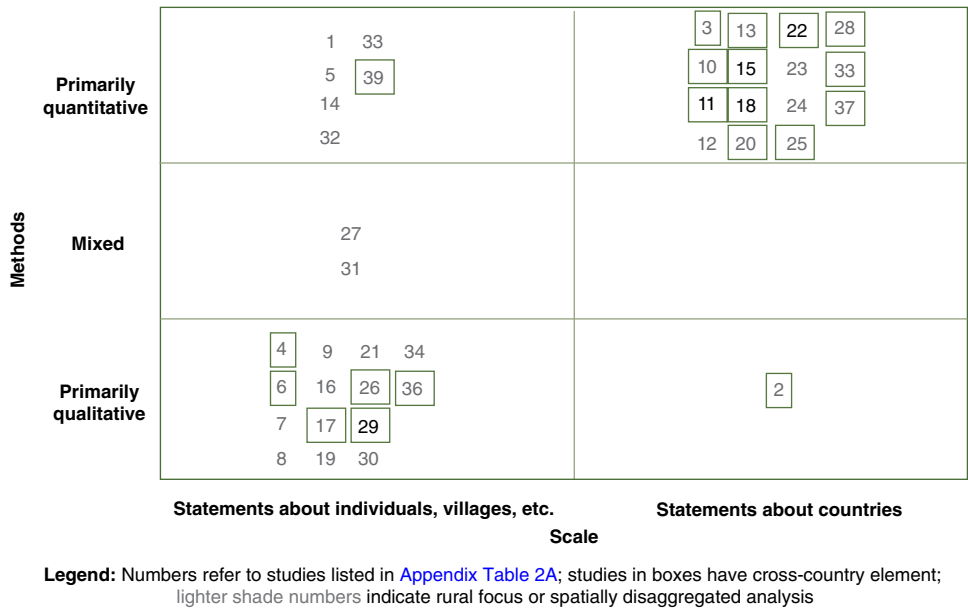 1 33
5 39
14
32
3 13 22 28
10 15 23 33
11 18 24 37
12 20 25
Primarily
quantitative
Methods
Mixed
27
31
Primarily
qualitative
4 9 21 34
6 16 26 36
7 17 29
8 19 30
2
Statements about individuals, villages, etc.
Statements about countries
Scale
Legend: Numbers refer to studies listed in Appendix Table 2A; studies in boxes have cross-country element;
lighter shade numbers indicate rural focus or spatially disaggregated analysis